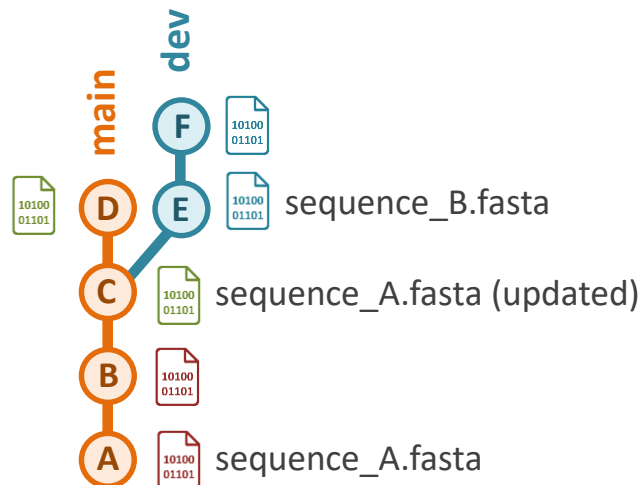 dev
main
F
10100
01101
10100
01101
D
E
10100
01101
sequence_B.fasta
C
10100
01101
sequence_A.fasta (updated)
B
10100
01101
A
10100
01101
sequence_A.fasta